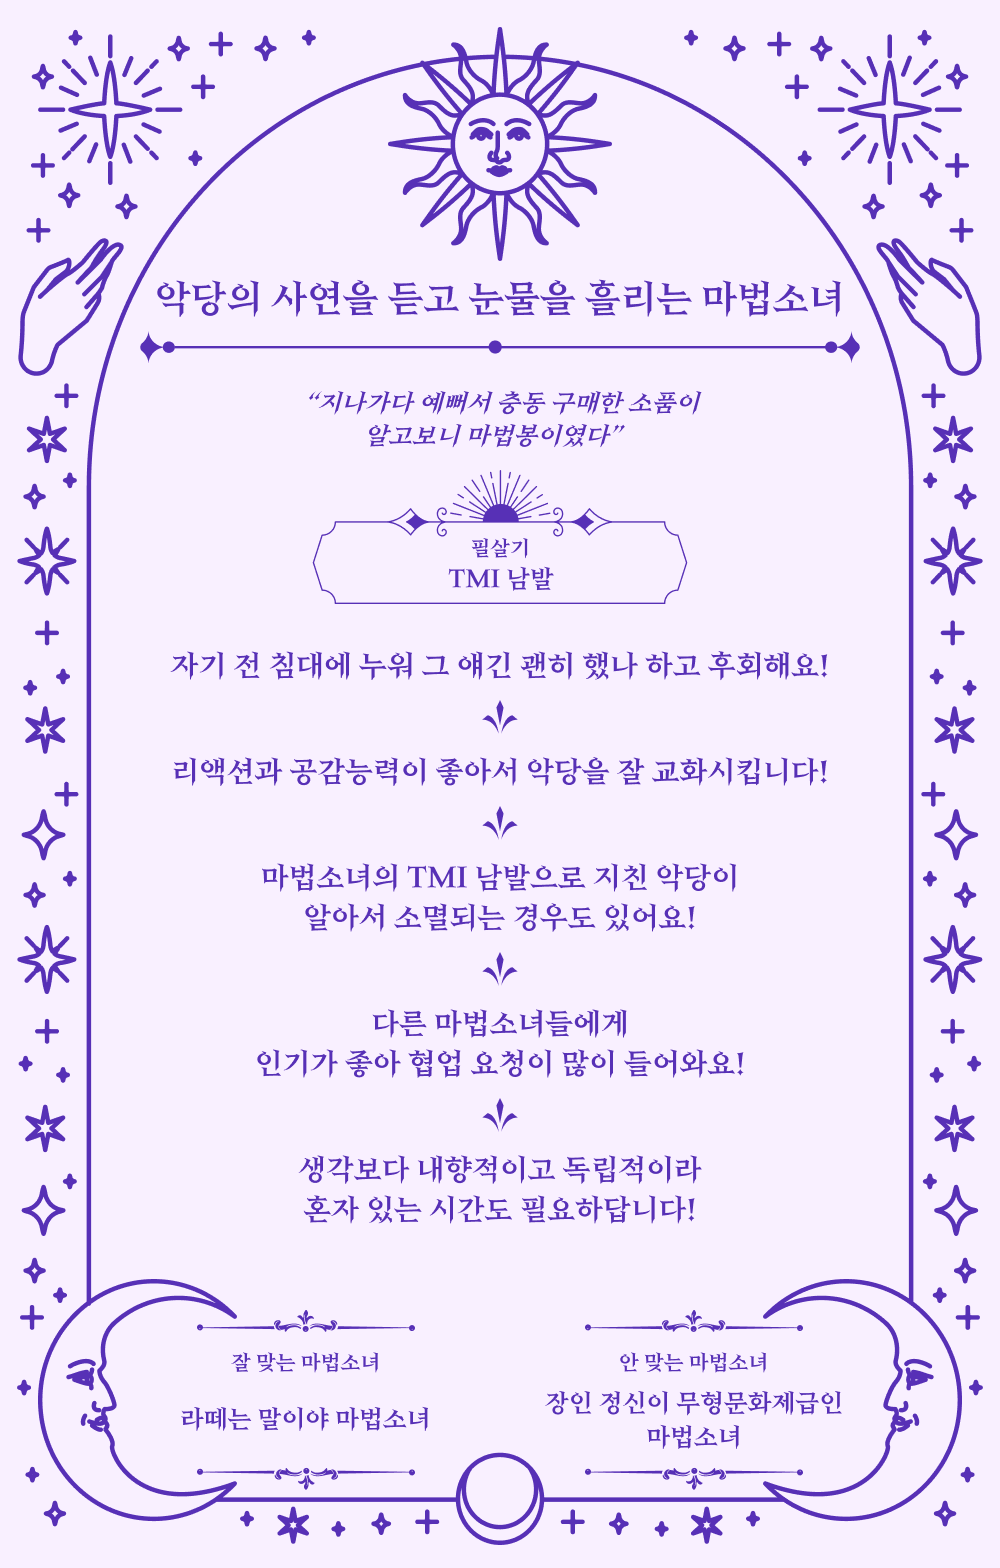 악당의 사연을 듣고 눈물을 흘리는 마법소녀
“지나가다 예뻐서 충동 구매한 소품이
알고보니 마법봉이였다”
필살기
TMI 남발
자기 전 침대에 누워 그 얘긴 괜히 했나 하고 후회해요!
리액션과 공감능력이 좋아서 악당을 잘 교화시킵니다!
마법소녀의 TMI 남발으로 지친 악당이
알아서 소멸되는 경우도 있어요!
다른 마법소녀들에게
인기가 좋아 협업 요청이 많이 들어와요!
생각보다 내향적이고 독립적이라
혼자 있는 시간도 필요하답니다!
잘 맞는 마법소녀
라떼는 말이야 마법소녀
안 맞는 마법소녀
장인 정신이 무형문화제급인
마법소녀